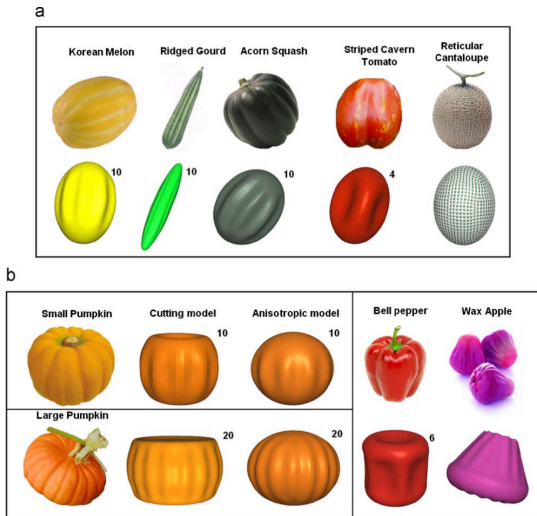 a
Korean Melon
Ridged Gourd
Acorn Squash
Striped Cavern
Tomato
Reticular
Cantaloupe
10
10
10
4
b
Small Pumpkin
Cutting model
Anisotropic model
Bell pepper
Wax Apple
10
10
Large Pumpkin
20
20
6